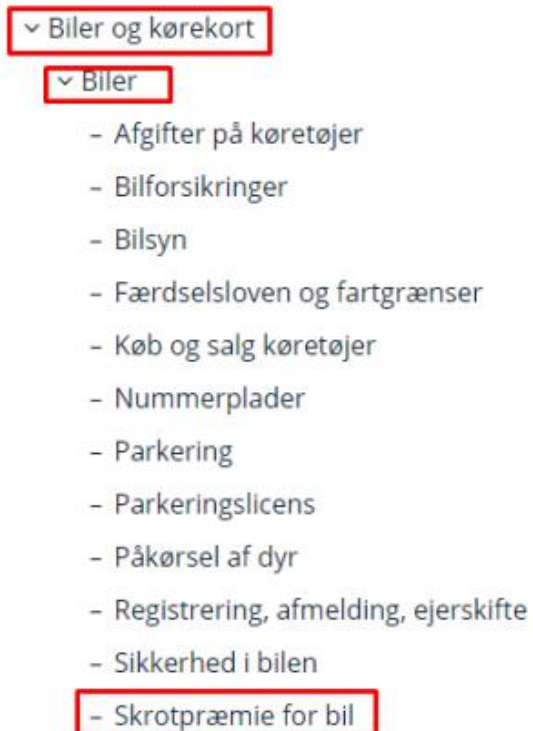 Biler og kørekort
Biler
– Afgifter på køretøjer
– Bilforsikringer
– Bilsyn
– Færdselsloven og fartgrænser
– Køb og salg køretøjer
– Nummerplader
– Parkering
– Parkeringslicens
– Påkørsel af dyr
– Registrering, afmelding, ejerskifte
– Sikkerhed i bilen
– Skrotpræmie for bil